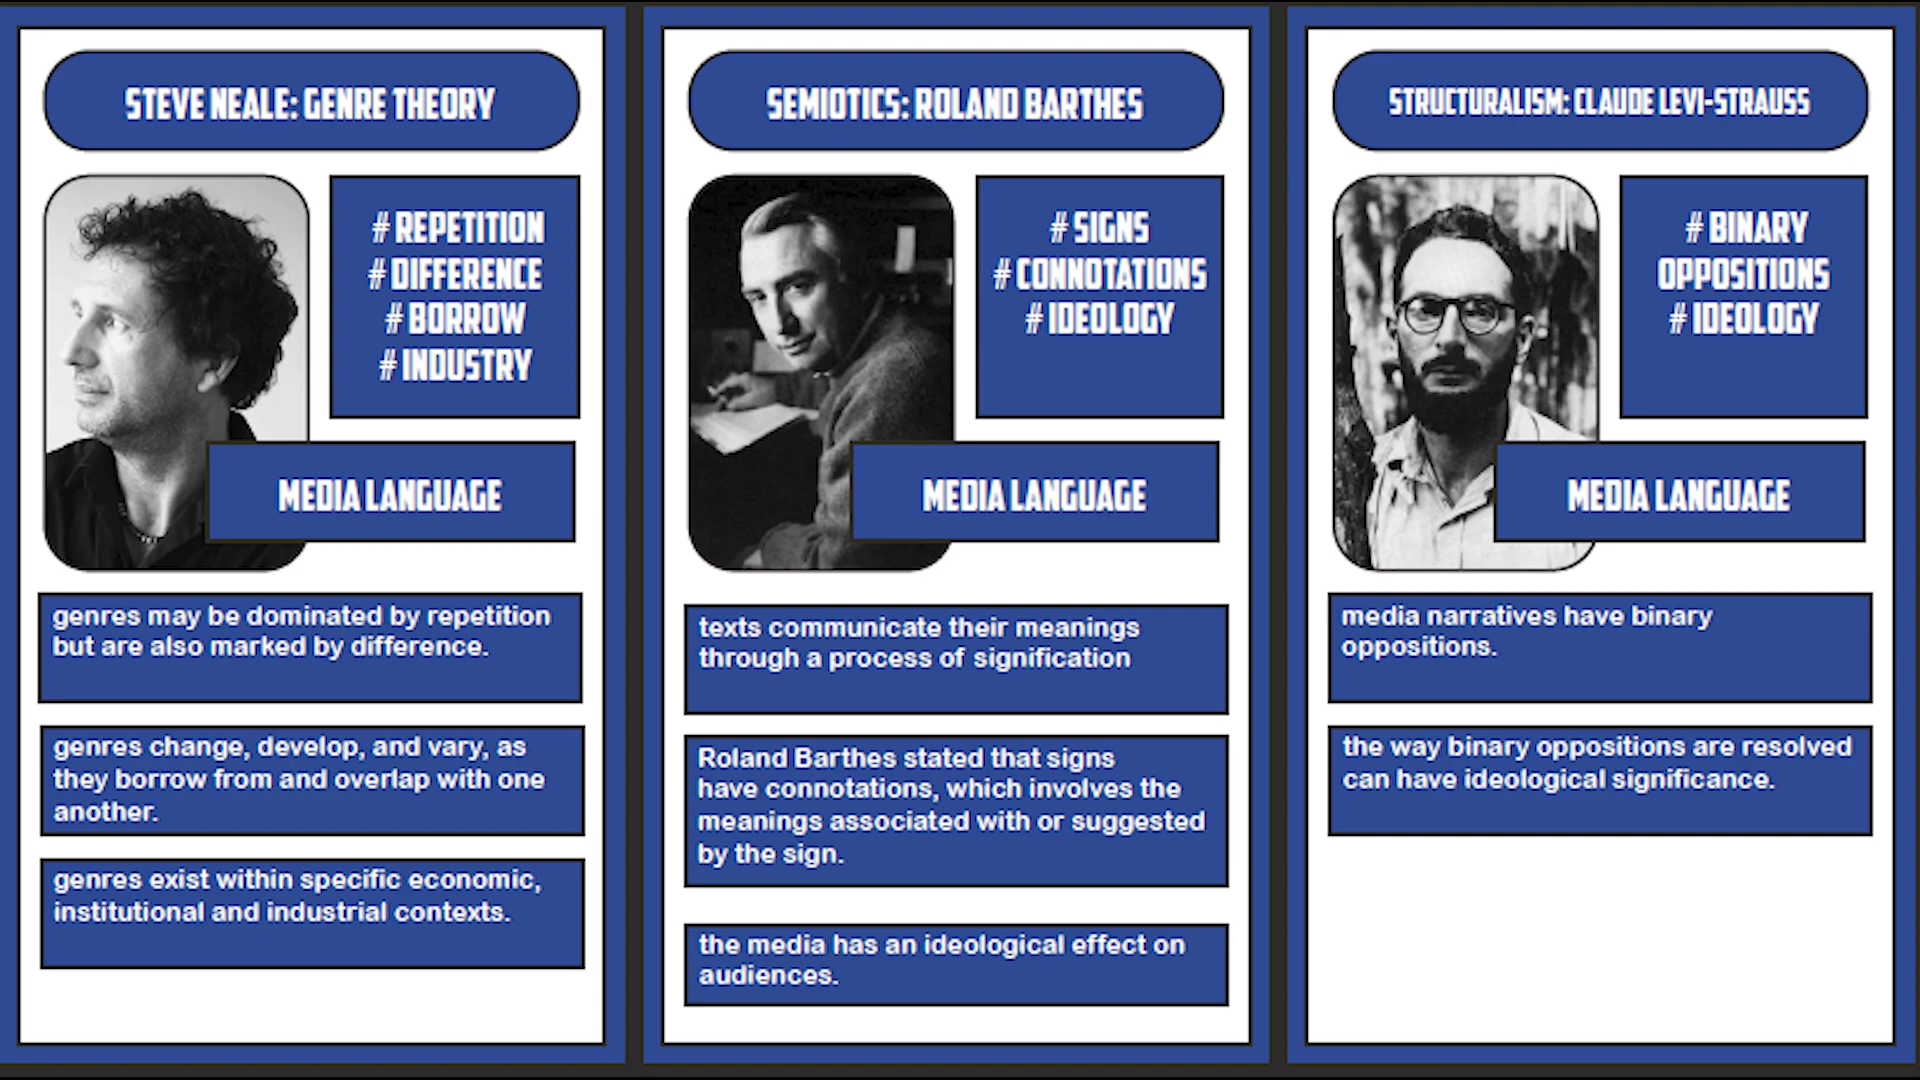 STEVE NEALE: GENRE THEORY
# REPETITION
# DIFFERENCE
# BORROW
# INDUSTRY
MEDIA LANGUAGE
genres may be dominated by repetition
but are also marked by difference.
genres change, develop, and vary, as
they borrow from and overlap with one
another.
genres exist within specific economic,
institutional and industrial contexts.
SEMIOTICS: ROLAND BARTHES
# SIGNS
# CONNOTATIONS
# IDEOLOGY
MEDIA LANGUAGE
texts communicate their meanings
through a process of signification
Roland Barthes stated that signs
have connotations, which involves the
meanings associated with or suggested
by the sign.
the media has an ideological effect on
audiences.
STRUCTURALISM: CLAUDE LEVI-STRAUSS
# BINARY
OPPOSITIONS
# IDEOLOGY
MEDIA LANGUAGE
media narratives have binary
oppositions.
the way binary oppositions are resolved
can have ideological significance.